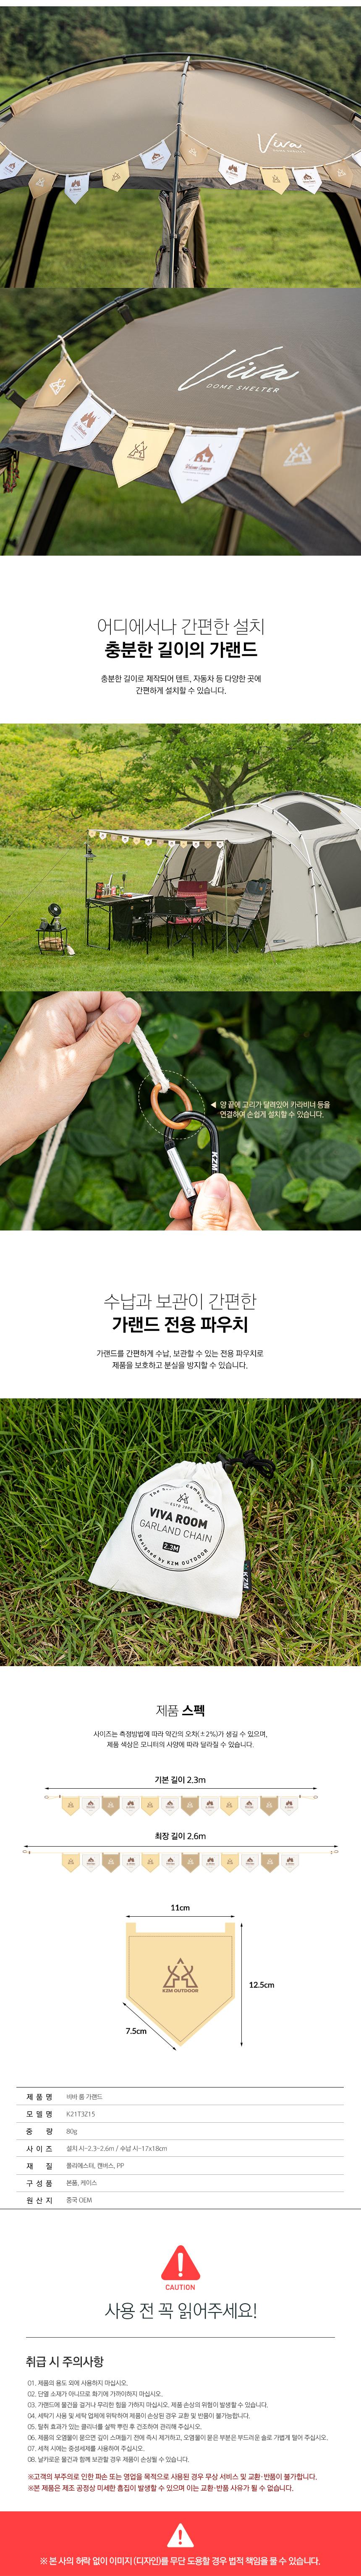 Viva
Viva
DOME SHELTER
Welcome Campers
어디에서나 간편한 설치
충분한 길이의 가랜드
충분한 길이로 제작되어 텐트, 자동차 등 다양한 곳에
간편하게 설치할 수 있습니다.
◀ 양 끝에 고리가 달려있어 카라비너 등을
연결하여 손쉽게 설치할 수 있습니다.
KZM
수납과 보관이 간편한
가랜드 전용 파우치
가랜드를 간편하게 수납, 보관할 수 있는 전용 파우치로
제품을 보호하고 분실을 방지할 수 있습니다.
VIVA ROOM
GARLAND CHAIN
2.3M
Designed by KZM OUTDOOR
KZM
제품 스펙
사이즈는 측정방법에 따라 약간의 오차(±2%)가 생길 수 있으며,
제품 색상은 모니터의 사양에 따라 달라질 수 있습니다.
기본 길이 2.3m
최장 길이 2.6m
11cm
KZM OUTDOOR
12.5cm
7.5cm
제품명 비바 룸 가랜드
모델명 K21T3Z15
중량 80g
사이즈 설치 시-2.3~2.6m / 수납 시-17x18cm
재질 폴리에스터, 캔버스, PP
구성품 본품, 케이스
원산지 중국 OEM
CAUTION
사용 전 꼭 읽어주세요!
취급 시 주의사항
01. 제품의 용도 외에 사용하지 마십시오.
02. 단열 소재가 아니므로 화기에 가까이하지 마십시오.
03. 가랜드에 물건을 걸거나 무리한 힘을 가하지 마십시오. 제품 손상의 위협이 발생할 수 있습니다.
04. 세탁기 사용 및 세탁 업체에 위탁하여 제품이 손상된 경우 교환 및 반품이 불가능합니다.
05. 탈취 효과가 있는 클리너를 살짝 뿌린 후 건조하여 관리해 주십시오.
06. 제품의 오염물이 묻으면 깊이 스며들기 전에 즉시 제거하고, 오염물이 묻은 부분은 부드러운 솔로 가볍게 털어 주십시오.
07. 세척 시에는 중성세제를 사용하여 주십시오.
08. 날카로운 물건과 함께 보관할 경우 제품이 손상될 수 있습니다.
※고객의 부주의로 인한 파손 또는 영업을 목적으로 사용된 경우 무상 서비스 및 교환·반품이 불가합니다.
※본 제품은 제조 공정상 미세한 흠집이 발생할 수 있으며 이는 교환·반품 사유가 될 수 없습니다.
※ 본 사의 허락 없이 이미지(디자인)를 무단 도용할 경우 법적 책임을 물 수 있습니다.